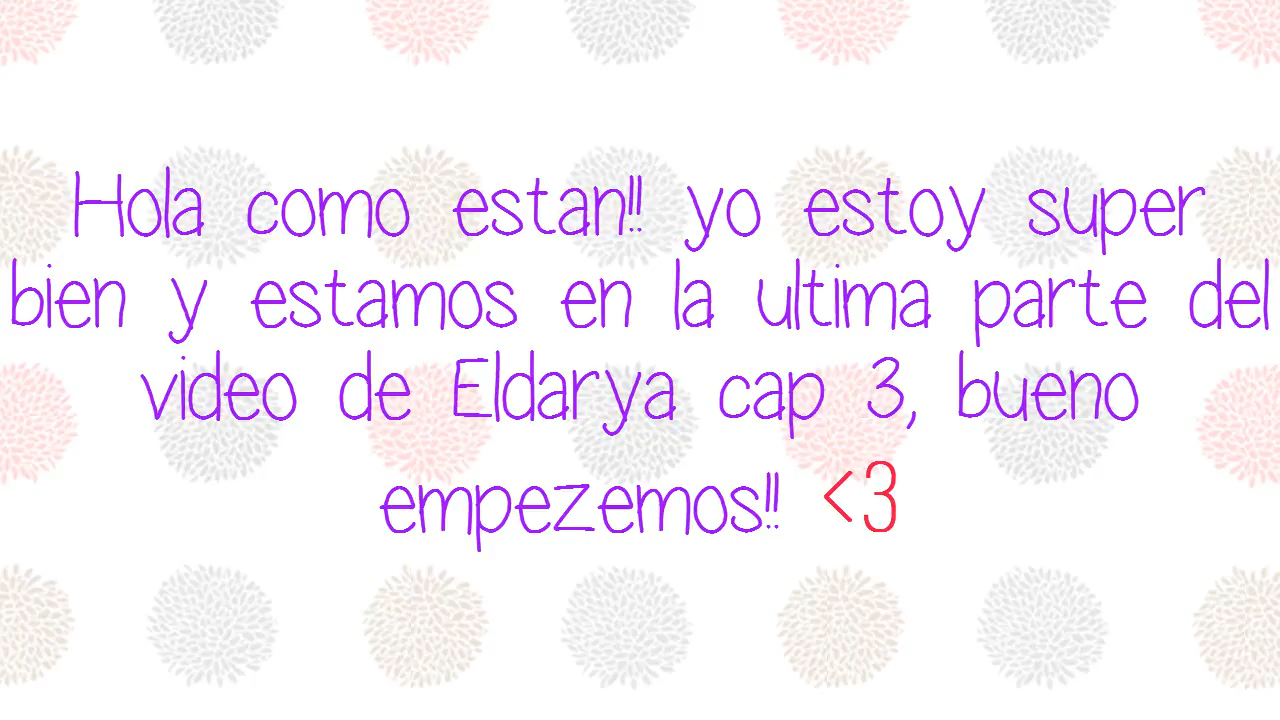 Hola como estan!! yo estoy super
bien y estamos en la ultima parte del
video de Eldarya cap 3, bueno
empezemos!! <3